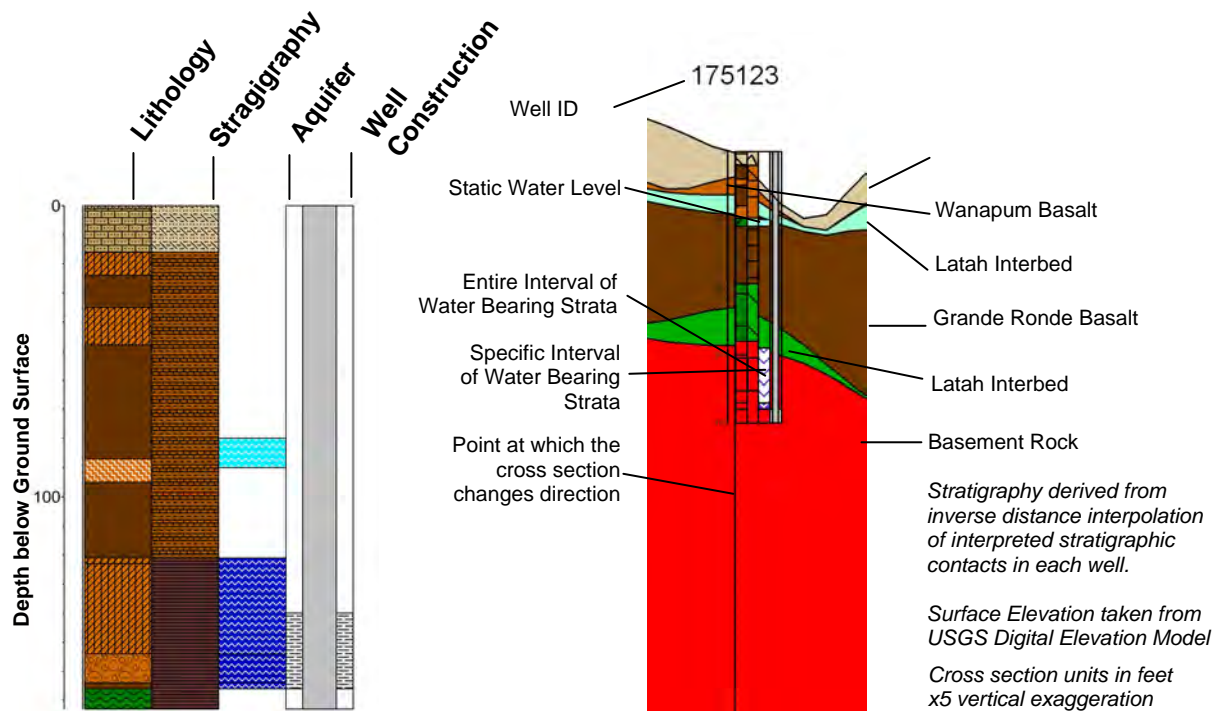 Lithology
Stragigraphy
Aquifer
Well
Construction
0
100
Depth below Ground Surface
175123
Well ID
Static Water Level
Entire Interval of
Water Bearing Strata
Specific Interval
of Water Bearing
Strata
Point at which the
cross section
changes direction
Wanapum Basalt
Latah Interbed
Grande Ronde Basalt
Latah Interbed
Basement Rock
Stratigraphy derived from
inverse distance interpolation
of interpreted stratigraphic
contacts in each well.
Surface Elevation taken from
USGS Digital Elevation Model
Cross section units in feet
x5 vertical exaggeration